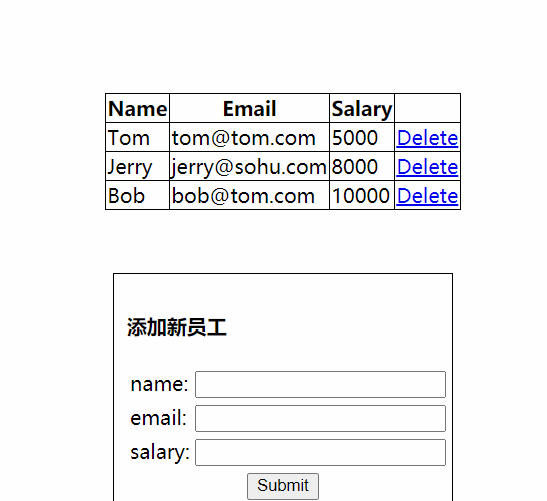 Name Email Salary
Tom tom@tom.com 5000 Delete
Jerry jerry@sohu.com 8000 Delete
Bob bob@tom.com 10000 Delete
添加新员工
name:
email:
salary:
Submit